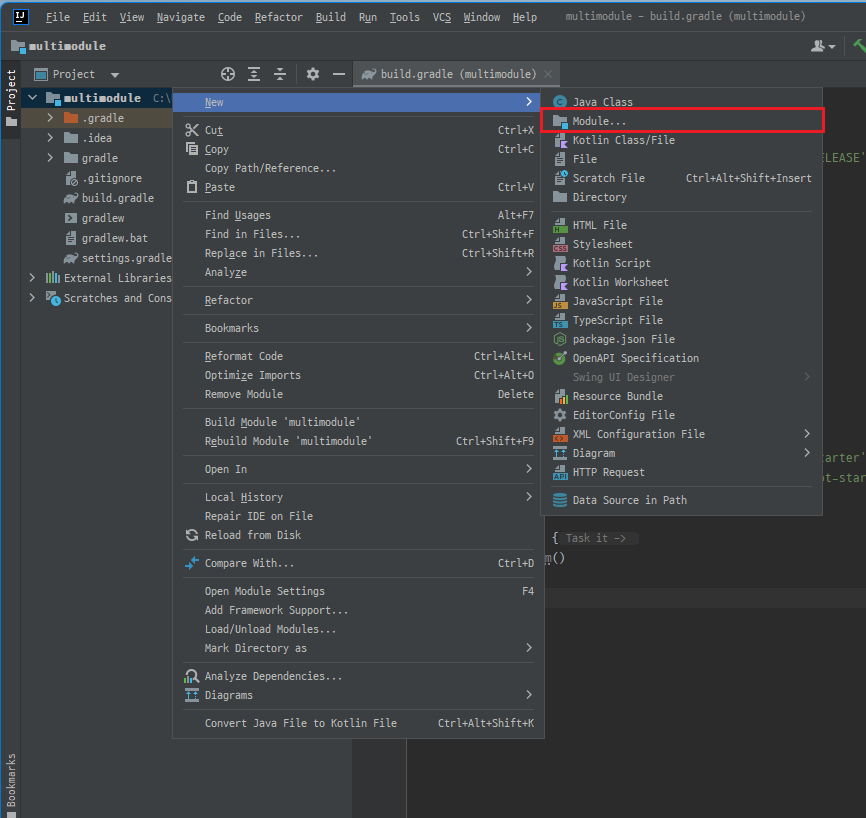 IJ File Edit View Navigate Code Refactor Build Run Tools VCS Window Help multimodule – build.gradle (multimodule)
multimodule
Project
Project build.gradle (multimodule)
multimodule C:\
.gradle
.idea
gradle
.gitignore
build.gradle
gradlew
gradlew.bat
settings.gradle
External Libraries
Scratches and Cons
New
Cut Ctrl+X
Copy Ctrl+C
Copy Path/Reference...
Paste Ctrl+V
Find Usages Alt+F7
Find in Files... Ctrl+Shift+F
Replace in Files... Ctrl+Shift+R
Analyze
Refactor
Bookmarks
Reformat Code Ctrl+Alt+L
Optimize Imports Ctrl+Alt+O
Remove Module Delete
Build Module 'multimodule'
Rebuild Module 'multimodule' Ctrl+Shift+F9
Open In
Local History
Repair IDE on File
Reload from Disk
Compare With... Ctrl+D
Open Module Settings F4
Add Framework Support...
Load/Unload Modules...
Mark Directory as
Analyze Dependencies...
Diagrams
Convert Java File to Kotlin File Ctrl+Alt+Shift+K
Java Class
Module...
Kotlin Class/File
File
Scratch File Ctrl+Alt+Shift+Insert
Directory
HTML File
Stylesheet
Kotlin Script
Kotlin Worksheet
JavaScript File
TypeScript File
package.json File
OpenAPI Specification
Swing UI Designer
Resource Bundle
EditorConfig File
XML Configuration File
Diagram
HTTP Request
Data Source in Path
ELEASE'
arter'
ot-star
{ Task it ->
m()
Bookmarks